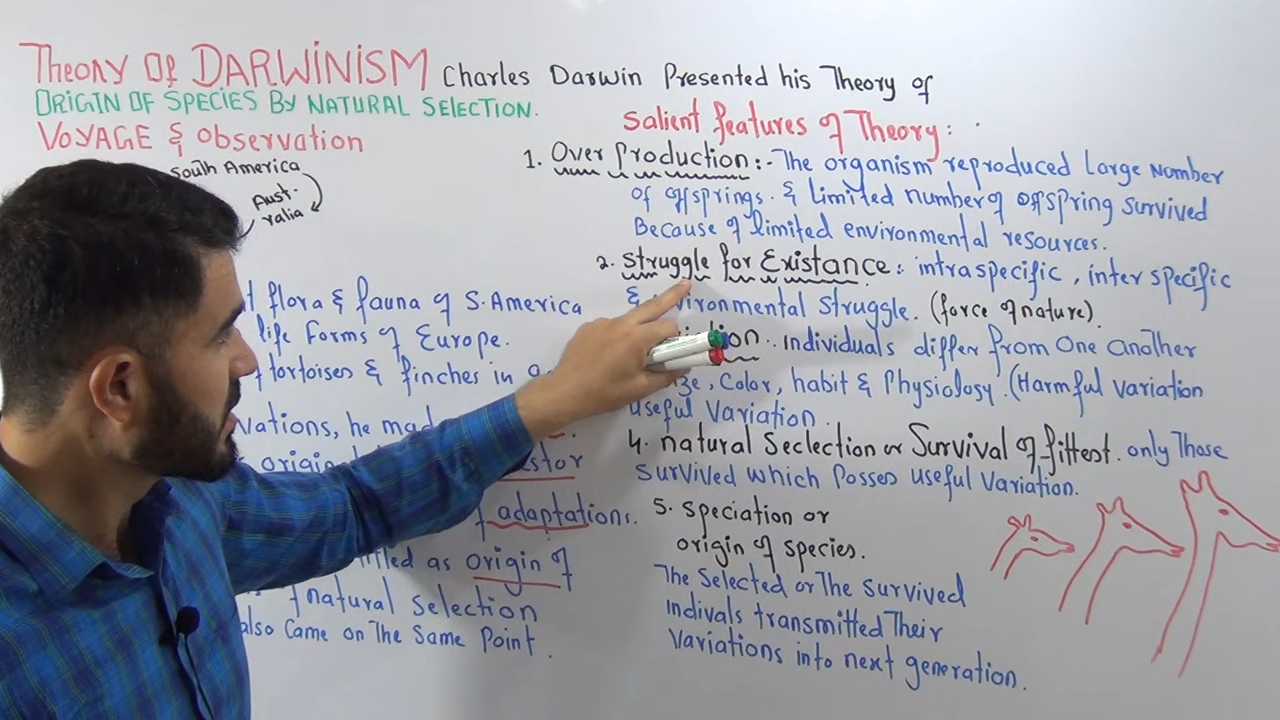 Theory Of DARWINISM Charles Darwin Presented his Theory of
ORIGIN OF SPECIES BY NATURAL SELECTION.
VOYAGE & Observation
South America
Aust-
ralia
flora & fauna of S. America
life Forms of Europe.
tortoises & finches in
he made
adaptations.
as origin of
natural Selection
also Came on The Same Point.
Salient features of Theory:
1. Over Production:- The organism reproduced Large Number
of offsprings. & limited number of offspring Survived
Because of limited environmental resources.
2. Struggle for Existance: intraspecific, inter specific
& Struggle. (force of nature).
individuals differ from One another
Color, habit & Physiology. (Harmful variation
useful Variation.
4. natural Seclection or Survival of fittest. only Those
Survived which Posses useful Variation.
5. Speciation or
origin of species.
The Selected or The Survived
Indivals transmitted Their
Variations into next generation.